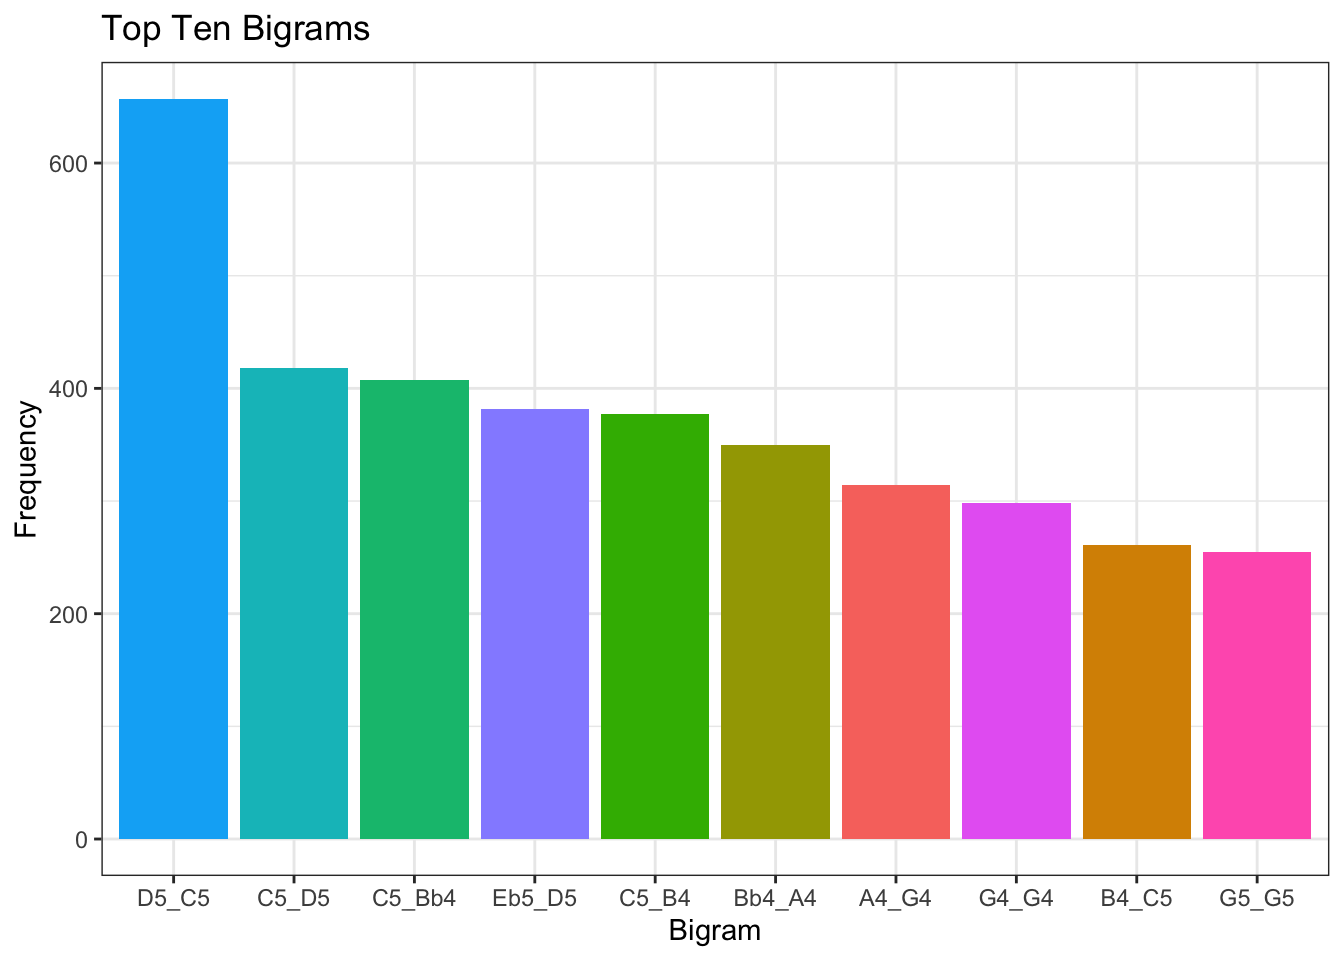 Top Ten Bigrams
Frequency
600
400
200
0
D5_C5 C5_D5 C5_Bb4 Eb5_D5 C5_B4 Bb4_A4 A4_G4 G4_G4 B4_C5 G5_G5
Bigram